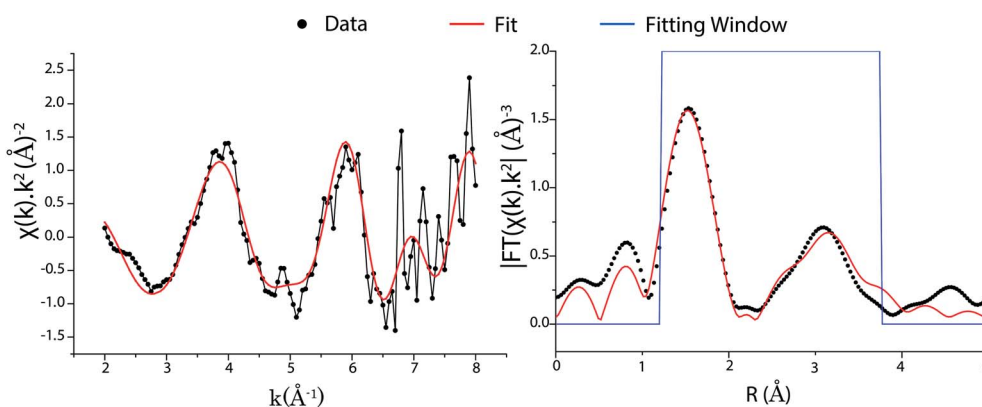 Data Fit Fitting Window
χ(k).k² (Å)⁻²
2.5
2.0
1.5
1.0
0.5
0.0
-0.5
-1.0
-1.5
2 3 4 5 6 7 8
k(Å⁻¹)
|FT(χ(k).k²| (Å)⁻³
2.0
1.5
1.0
0.5
0.0
0 1 2 3 4
R (Å)